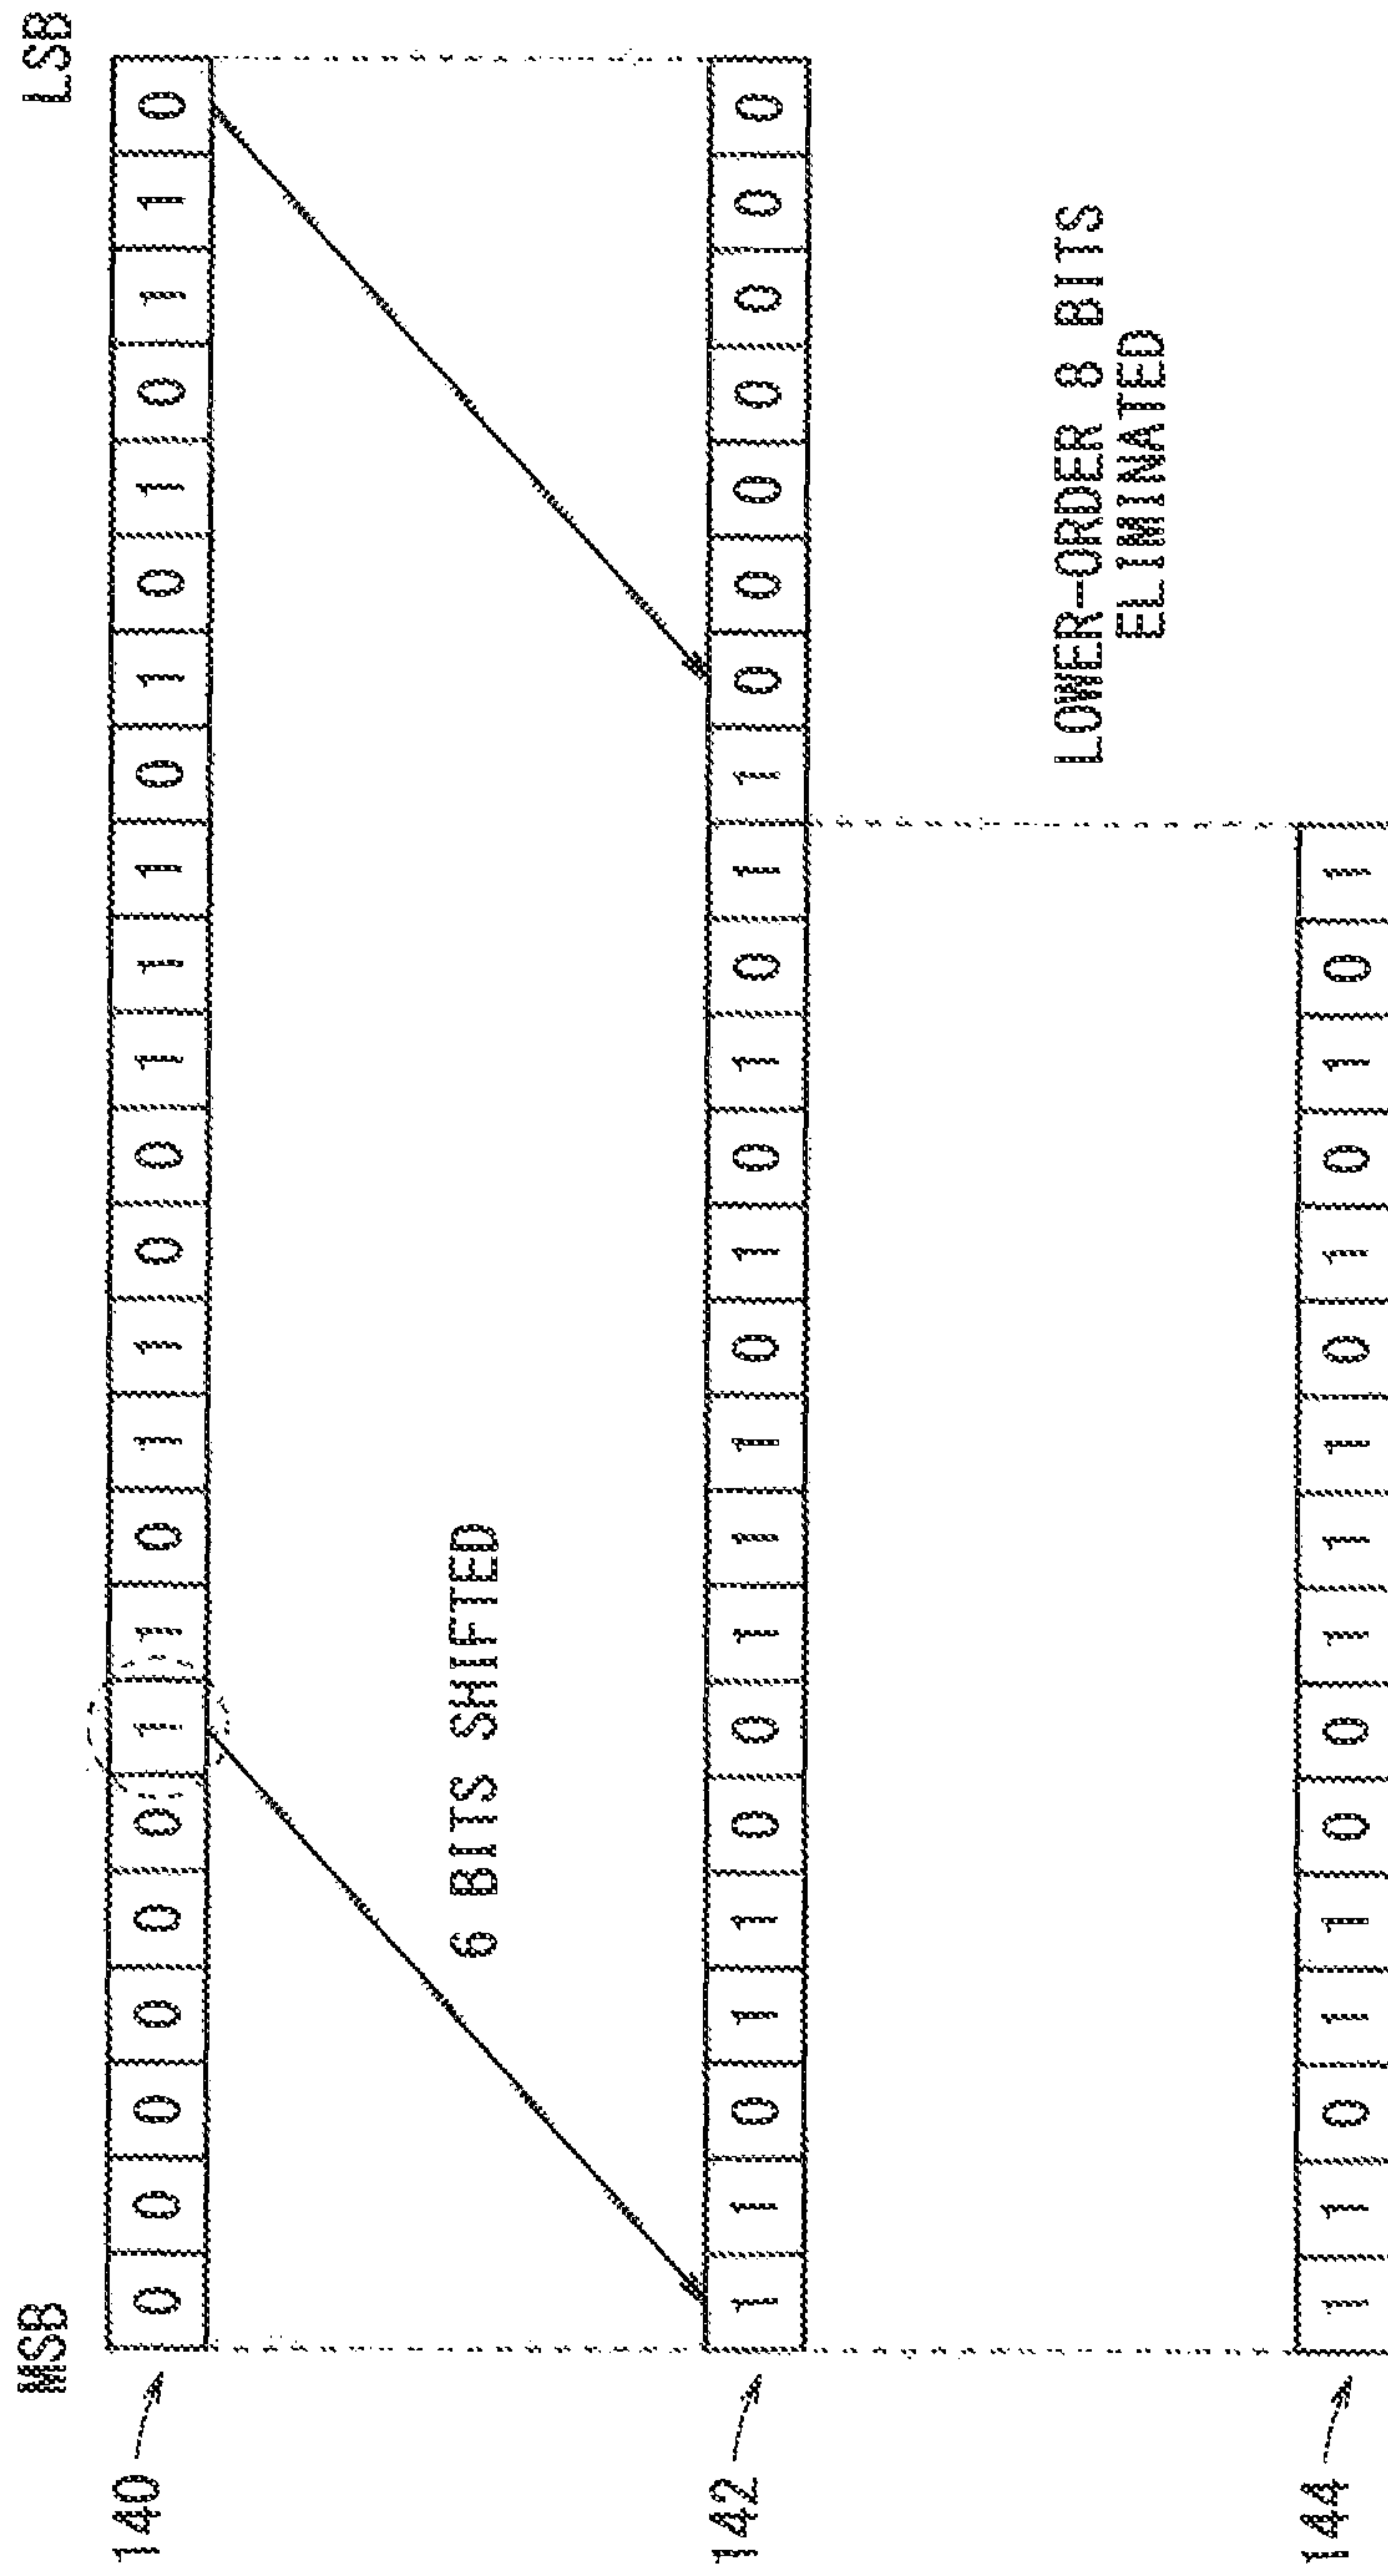 MSB LSB
140 0 0 0 0 0 0 1 1 0 1 1 0 0 1 1 1 0 1 0 1 0 1 1 0
6 BITS SHIFTED
142 1 1 0 1 1 0 0 1 1 1 0 1 0 1 0 1 1 0 0 0 0 0 0 0
LOWER-ORDER 8 BITS
ELIMINATED
144 1 1 0 1 1 0 0 1 1 1 0 1 0 1 0 1